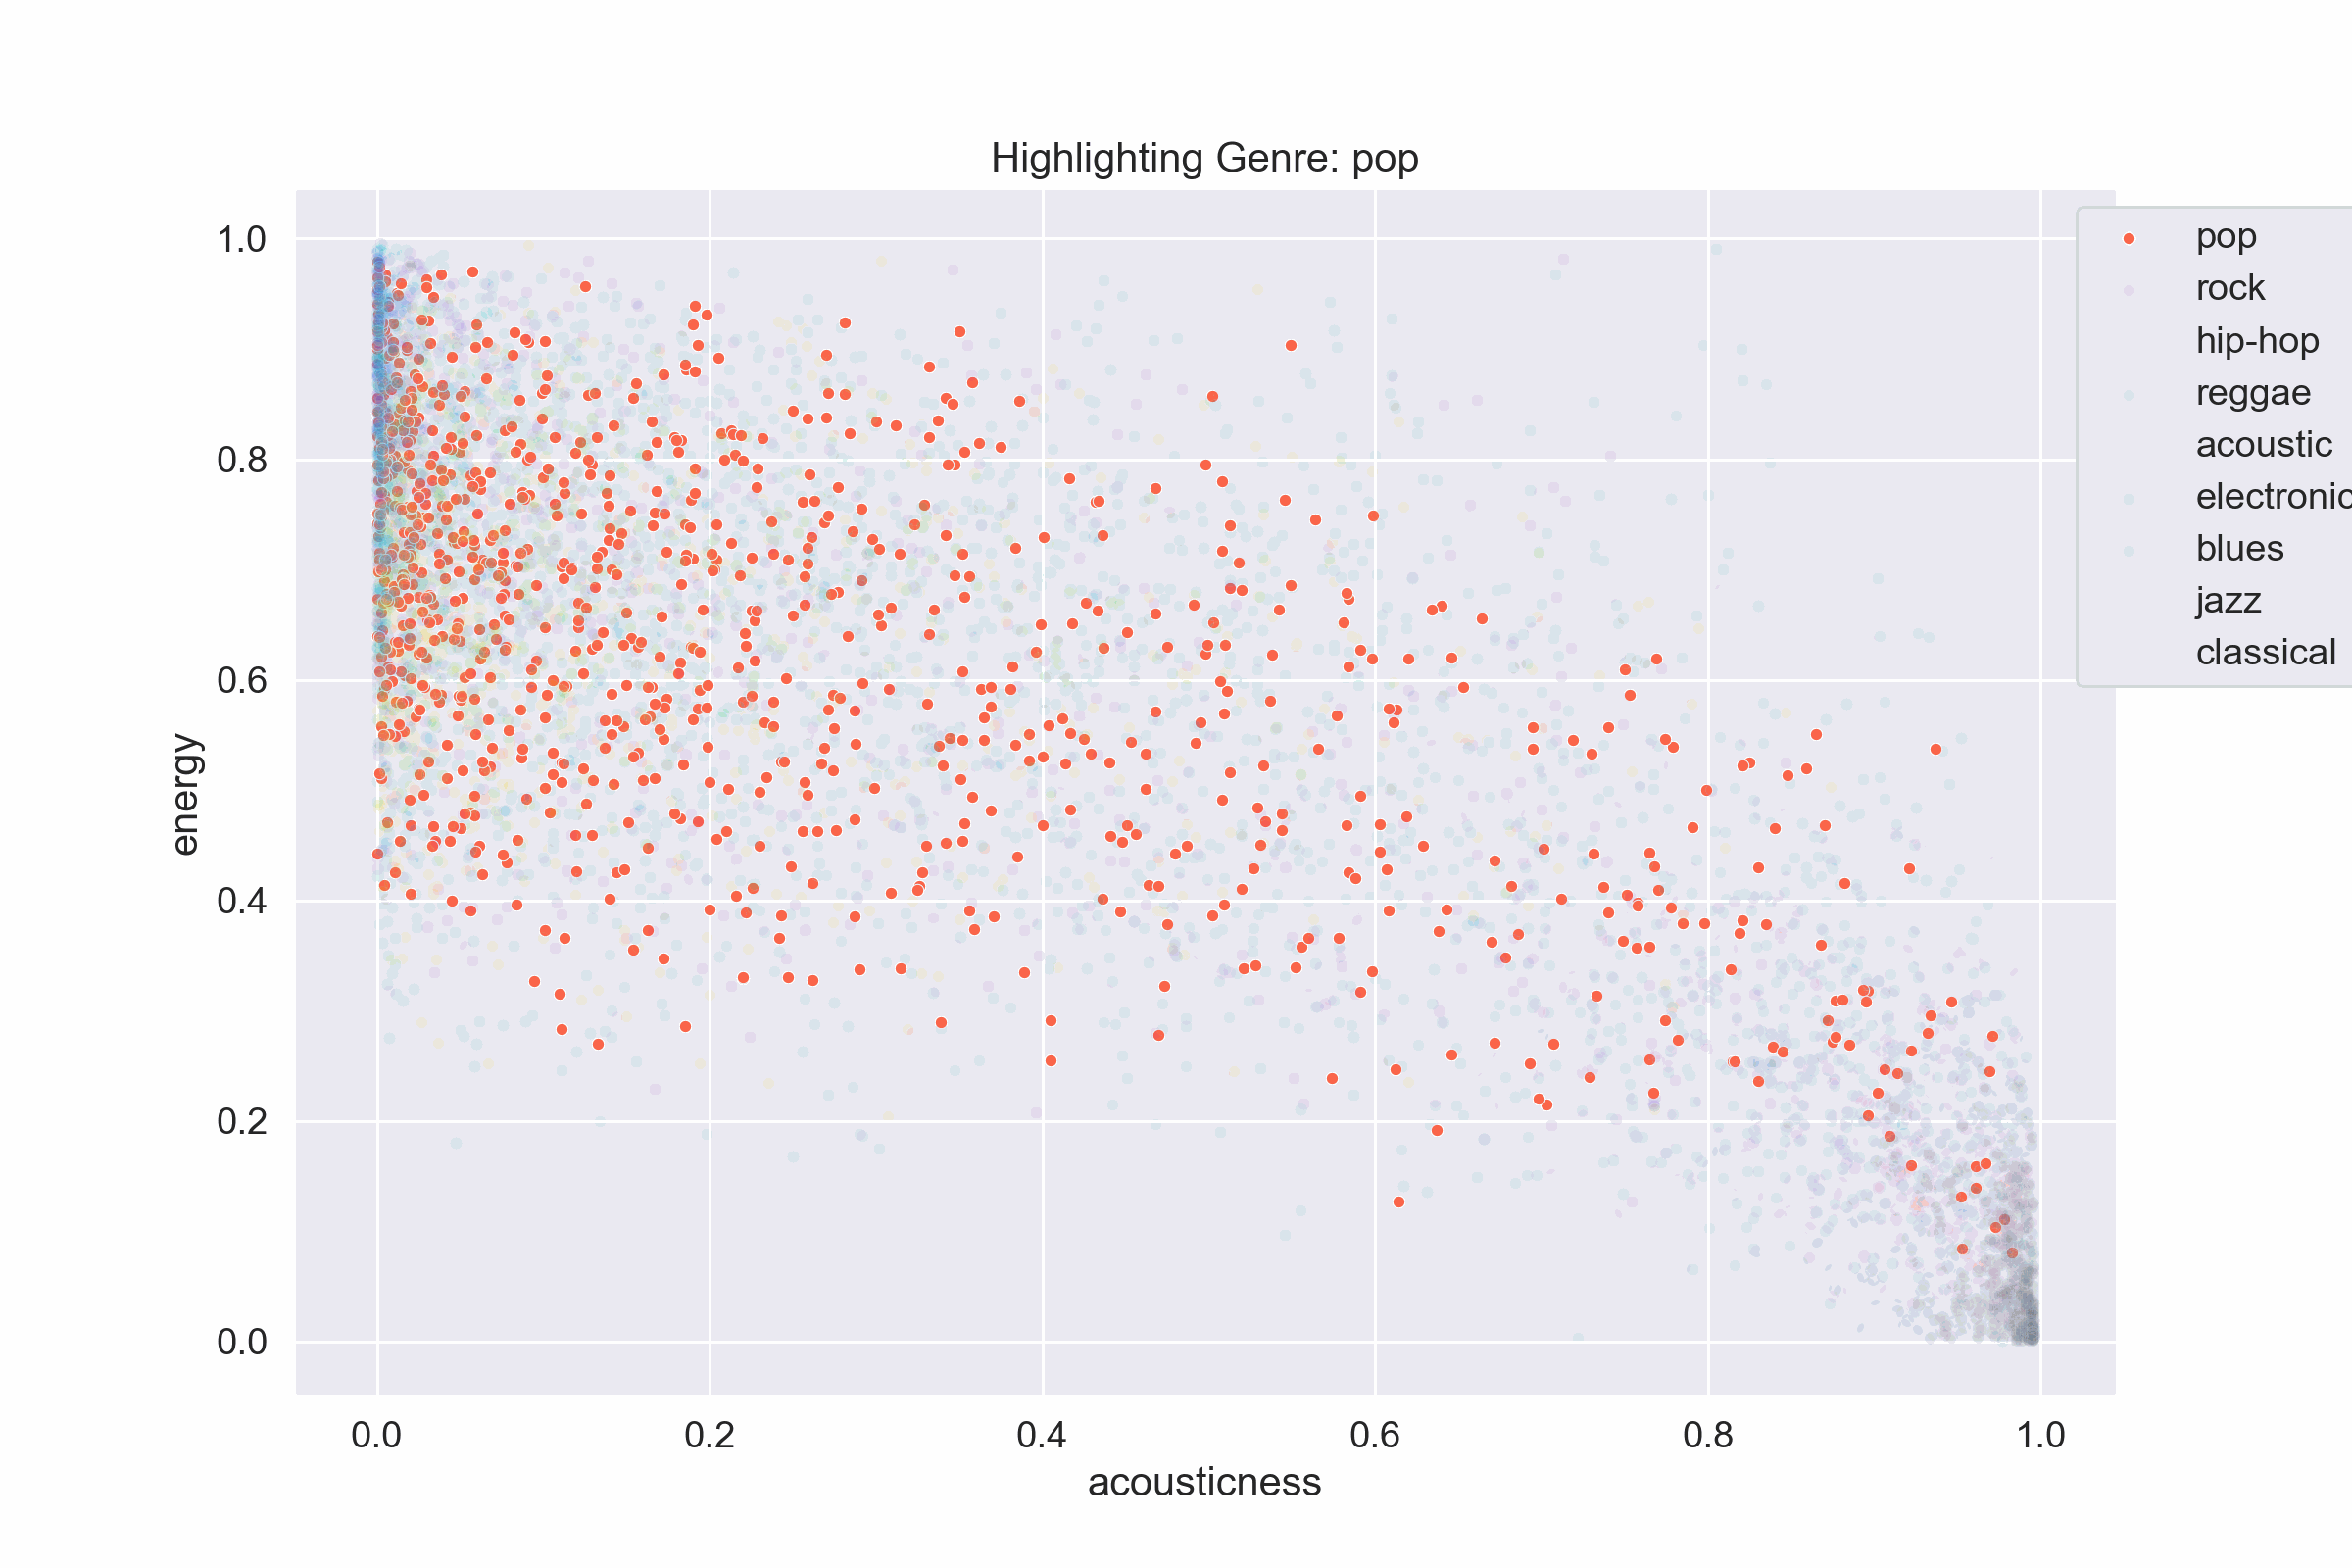 Highlighting Genre: pop
1.0
0.8
0.6
0.4
0.2
0.0
energy
0.0 0.2 0.4 0.6 0.8 1.0
acousticness
pop
rock
hip-hop
reggae
acoustic
electronic
blues
jazz
classical